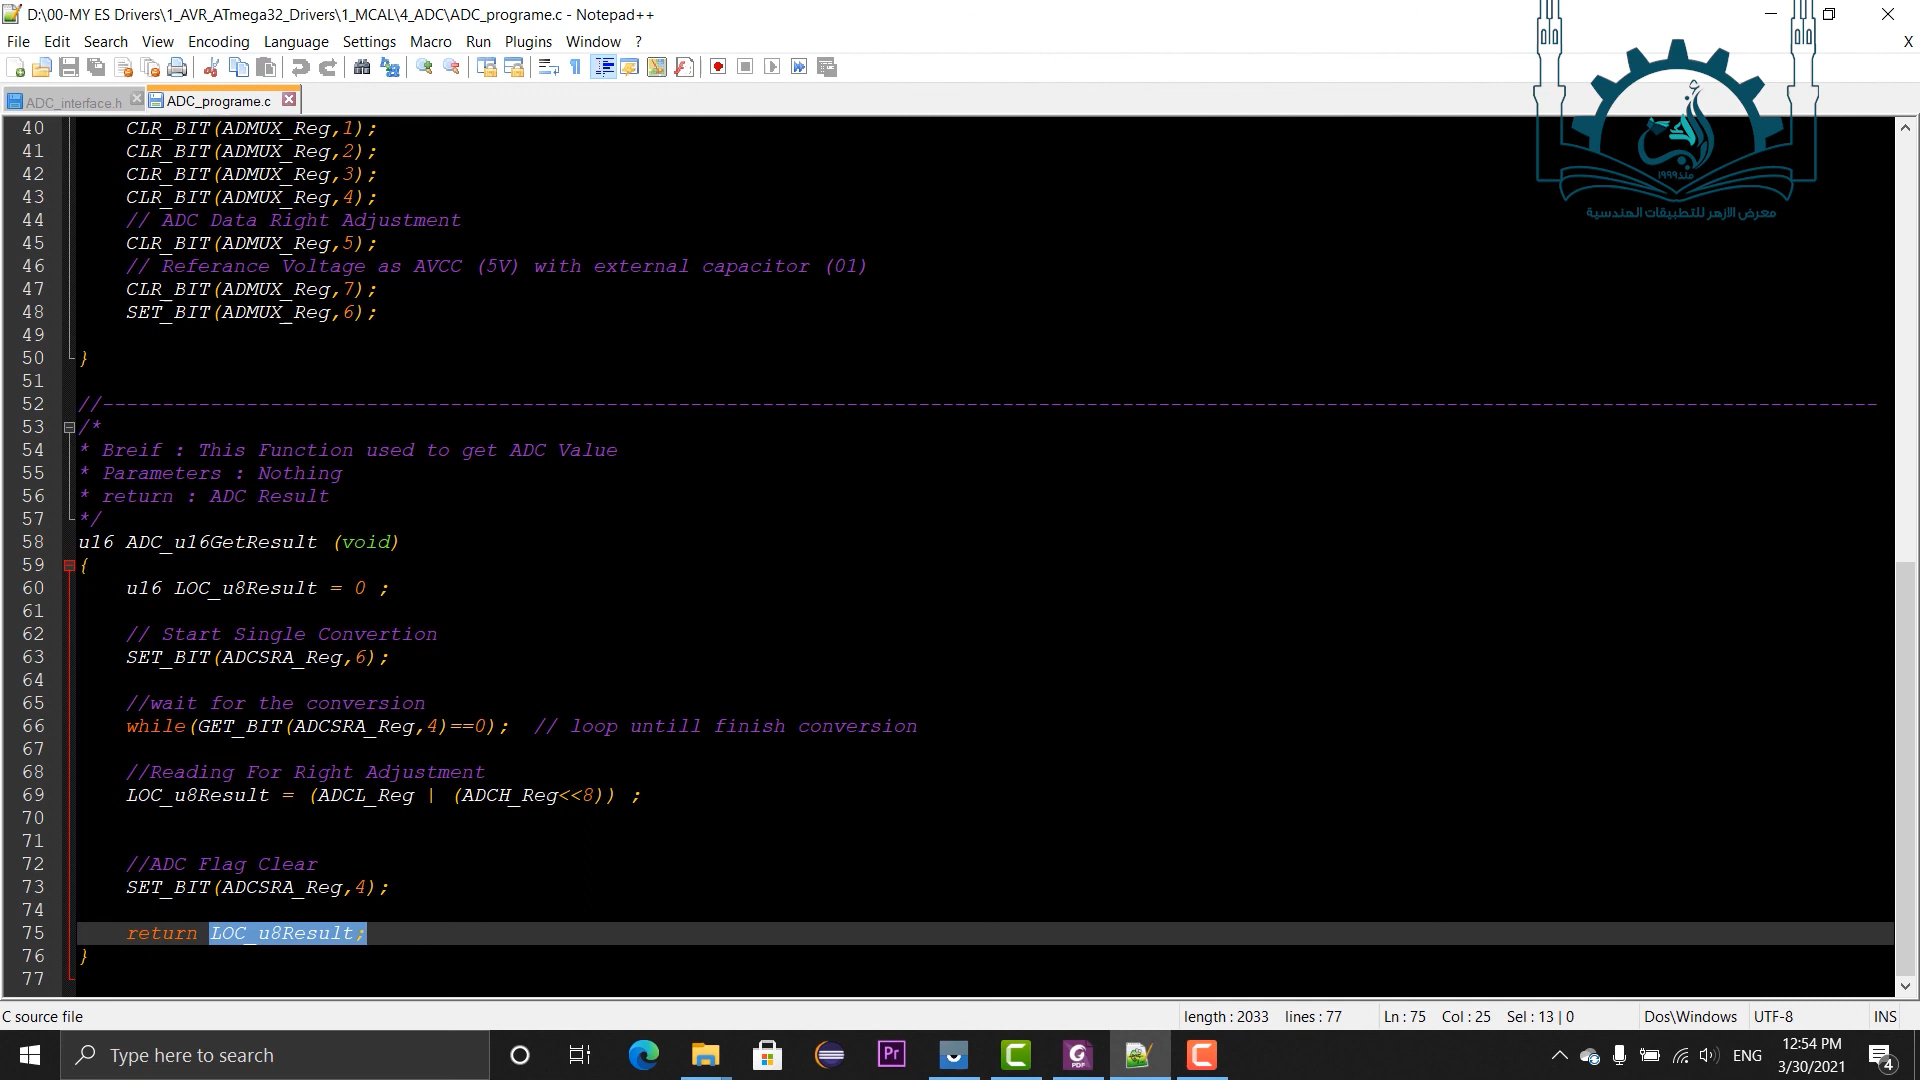 D:\00-MY ES Drivers\1_AVR_ATmega32_Drivers\1_MCAL\4_ADC\ADC_programe.c - Notepad++
File Edit Search View Encoding Language Settings Macro Run Plugins Window ? X
ADC_interface.h ADC_programe.c
40 CLR_BIT(ADMUX_Reg,1);
41 CLR_BIT(ADMUX_Reg,2);
42 CLR_BIT(ADMUX_Reg,3);
43 CLR_BIT(ADMUX_Reg,4);
44 // ADC Data Right Adjustment
45 CLR_BIT(ADMUX_Reg,5);
46 // Referance Voltage as AVCC (5V) with external capacitor (01)
47 CLR_BIT(ADMUX_Reg,7);
48 SET_BIT(ADMUX_Reg,6);
49
50 }
51
52 //----------------------------------------------------------------------------------------------------------------------------------------------------
53 /*
54 * Breif : This Function used to get ADC Value
55 * Parameters : Nothing
56 * return : ADC Result
57 */
58 u16 ADC_u16GetResult (void)
59 {
60 u16 LOC_u8Result = 0 ;
61
62 // Start Single Convertion
63 SET_BIT(ADCSRA_Reg,6);
64
65 //wait for the conversion
66 while(GET_BIT(ADCSRA_Reg,4)==0); // loop untill finish conversion
67
68 //Reading For Right Adjustment
69 LOC_u8Result = (ADCL_Reg | (ADCH_Reg<<8)) ;
70
71
72 //ADC Flag Clear
73 SET_BIT(ADCSRA_Reg,4);
74
75 return LOC_u8Result;
76 }
77
منذ١٩٩٩
معرض الازهر للتطبيقات الهندسية
C source file length : 2033 lines : 77 Ln : 75 Col : 25 Sel : 13 | 0 Dos\Windows UTF-8 INS
Type here to search
Pr
PDF
ENG
12:54 PM
3/30/2021
4